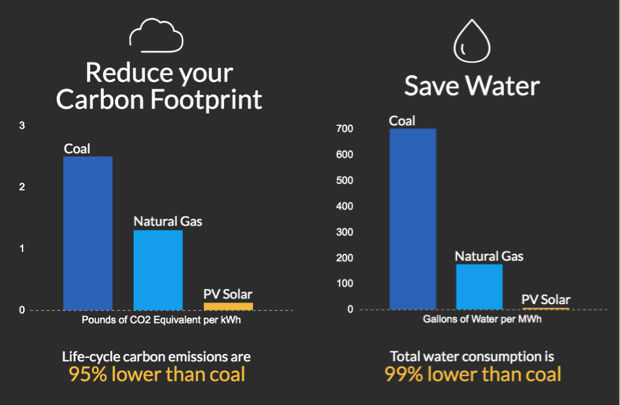 Reduce your
Carbon Footprint
3
2
1
0
Coal
Natural Gas
PV Solar
Pounds of CO2 Equivalent per kWh
Life-cycle carbon emissions are
95% lower than coal
Save Water
700
600
500
400
300
200
100
0
Coal
Natural Gas
PV Solar
Gallons of Water per MWh
Total water consumption is
99% lower than coal